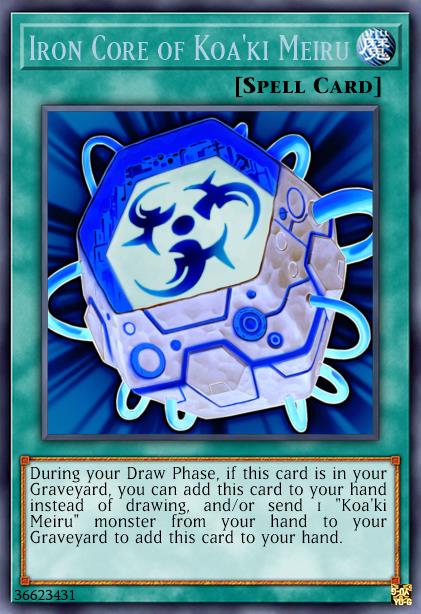 Iron Core of Koa'ki Meiru 魔
[Spell Card]
During your Draw Phase, if this card is in your
Graveyard, you can add this card to your hand
instead of drawing, and/or send 1 "Koa'ki
Meiru" monster from your hand to your
Graveyard to add this card to your hand.
36623431